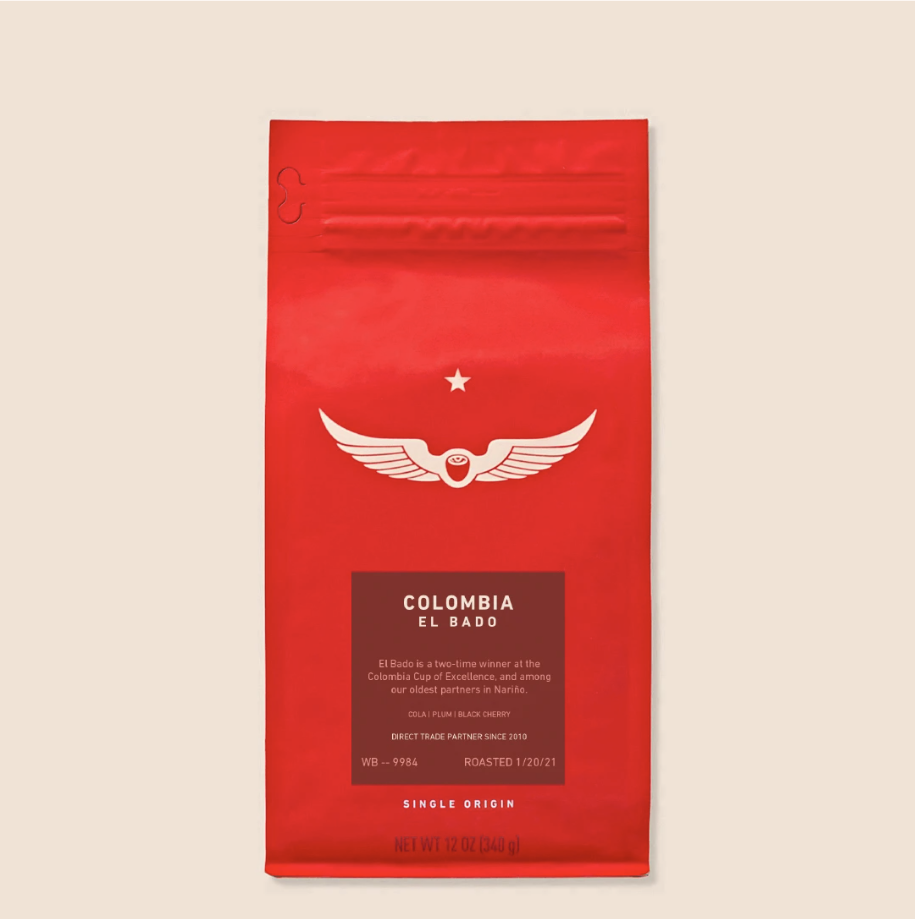 COLOMBIA
EL BADO
El Bado is a two-time winner at the
Colombia Cup of Excellence, and among
our oldest partners in Nariño.
COLA | PLUM | BLACK CHERRY
DIRECT TRADE PARTNER SINCE 2010
WB -- 9984 ROASTED 1/20/21
SINGLE ORIGIN
NET WT 12 OZ (340 g)